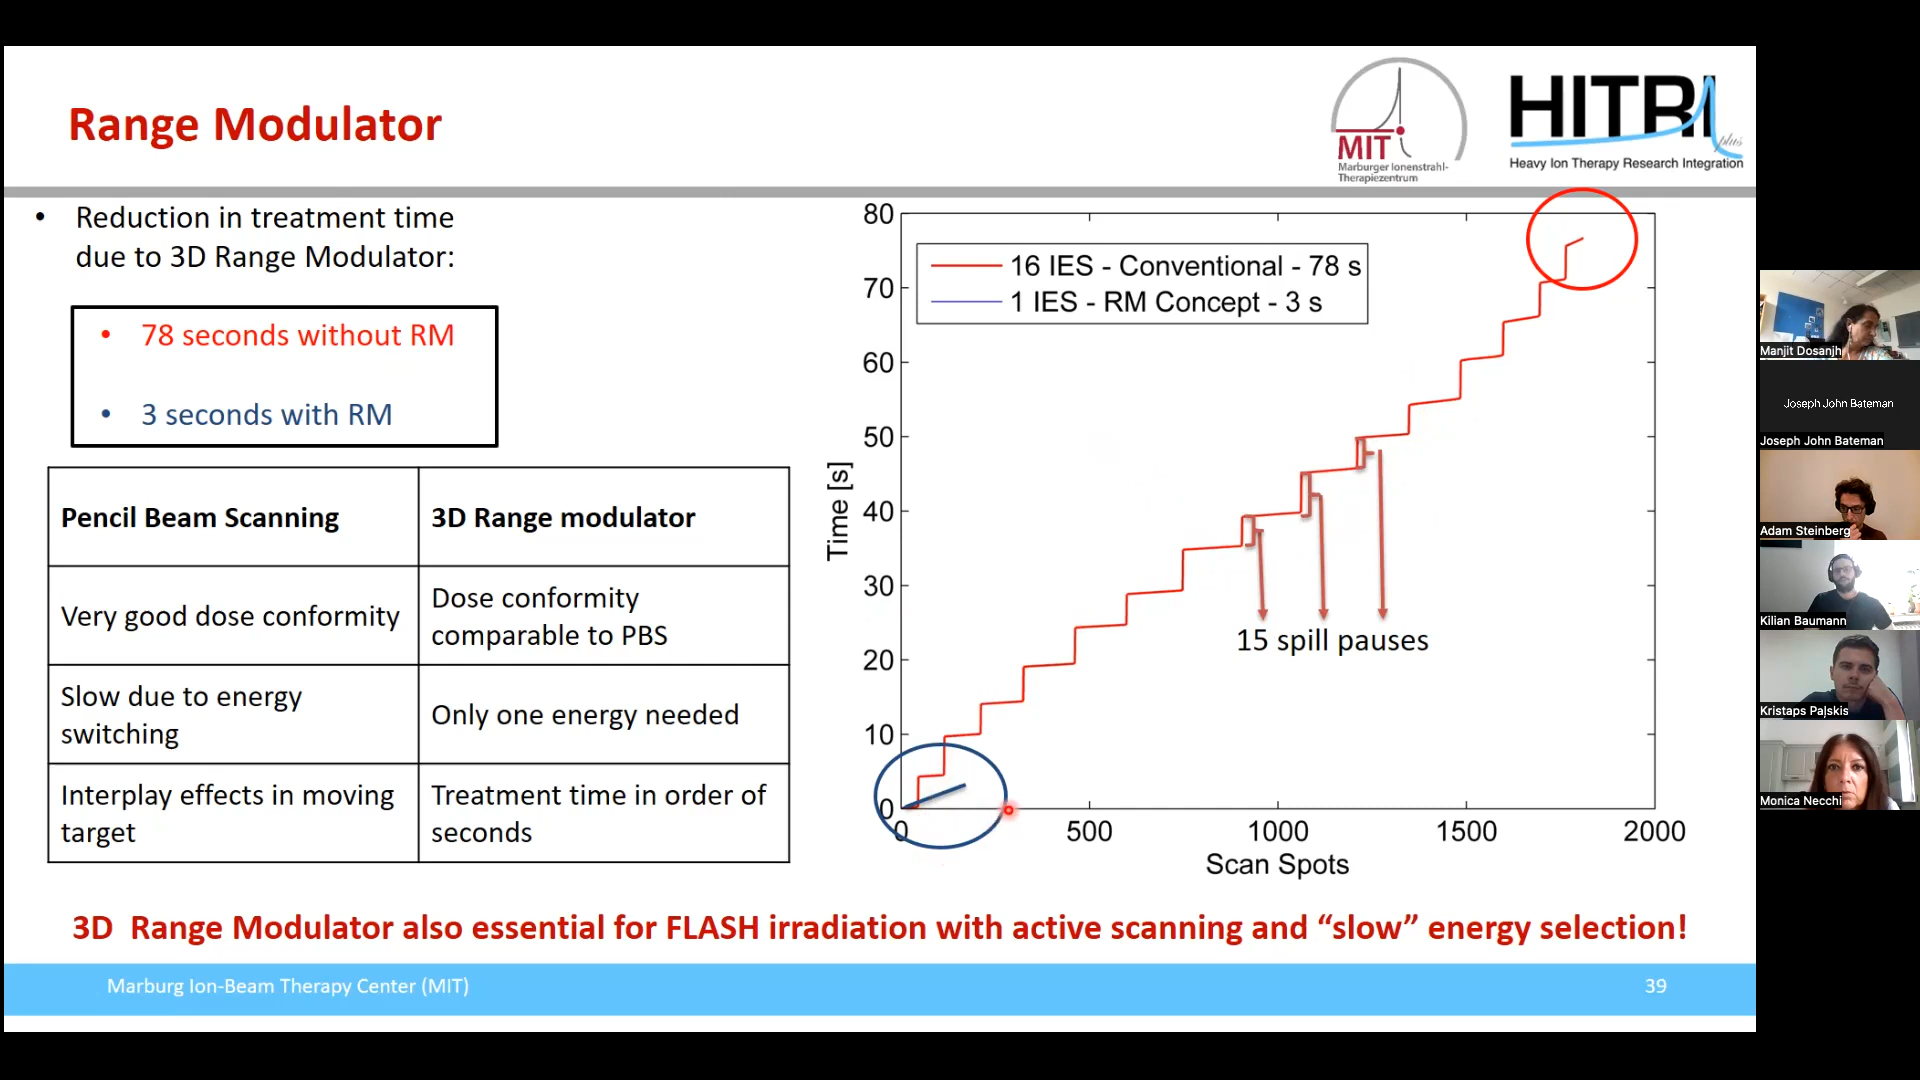 Range Modulator
MIT
Marburger Ionenstrahl-
Therapiezentrum
HITRI
plus
Heavy Ion Therapy Research Integration
• Reduction in treatment time
due to 3D Range Modulator:
• 78 seconds without RM
• 3 seconds with RM
Pencil Beam Scanning
3D Range modulator
Very good dose conformity
Dose conformity
comparable to PBS
Slow due to energy
switching
Only one energy needed
Interplay effects in moving
target
Treatment time in order of
seconds
80
70
60
50
40
30
20
10
0
Time [s]
16 IES - Conventional - 78 s
1 IES - RM Concept - 3 s
15 spill pauses
0
500
1000
1500
2000
Scan Spots
3D Range Modulator also essential for FLASH irradiation with active scanning and “slow” energy selection!
Marburg Ion-Beam Therapy Center (MIT)
39
Manjit Dosanjh
Joseph John Bateman
Joseph John Bateman
Adam Steinberg
Kilian Baumann
Kristaps Paļskis
Monica Necchi